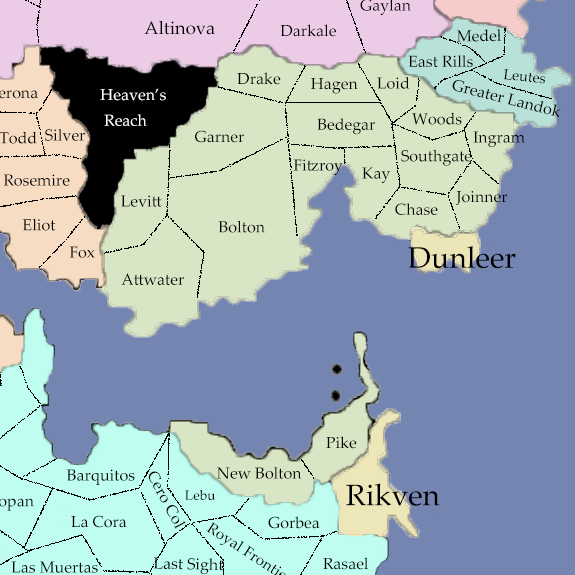 Gaylan
Altinova
Darkale
Medel
East Rills
Leutes
Drake
Hagen
Loid
Greater Landok
erona
Heaven's
Reach
Woods
Bedegar
Todd
Silver
Garner
Ingram
Southgate
Fitzroy
Kay
Rosemire
Levitt
Joinner
Chase
Eliot
Bolton
Fox
Dunleer
Attwater
Pike
New Bolton
Barquitos
Cero Col
Lebu
Rikven
opan
La Cora
Gorbea
Royal Frontis
Las Muertas
Last Sight
Rasael